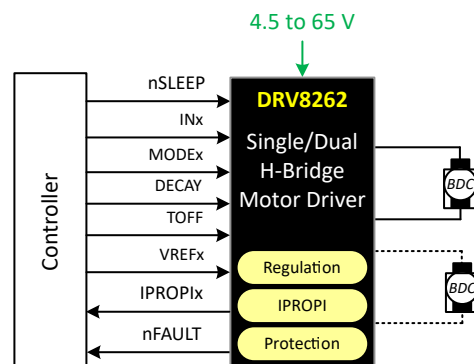 4.5 to 65 V
Controller
nSLEEP
INx
MODEx
DECAY
TOFF
VREFx
IPROPIx
nFAULT
DRV8262
Single/Dual
H-Bridge
Motor Driver
Regulation
IPROPI
Protection
BDC
BDC